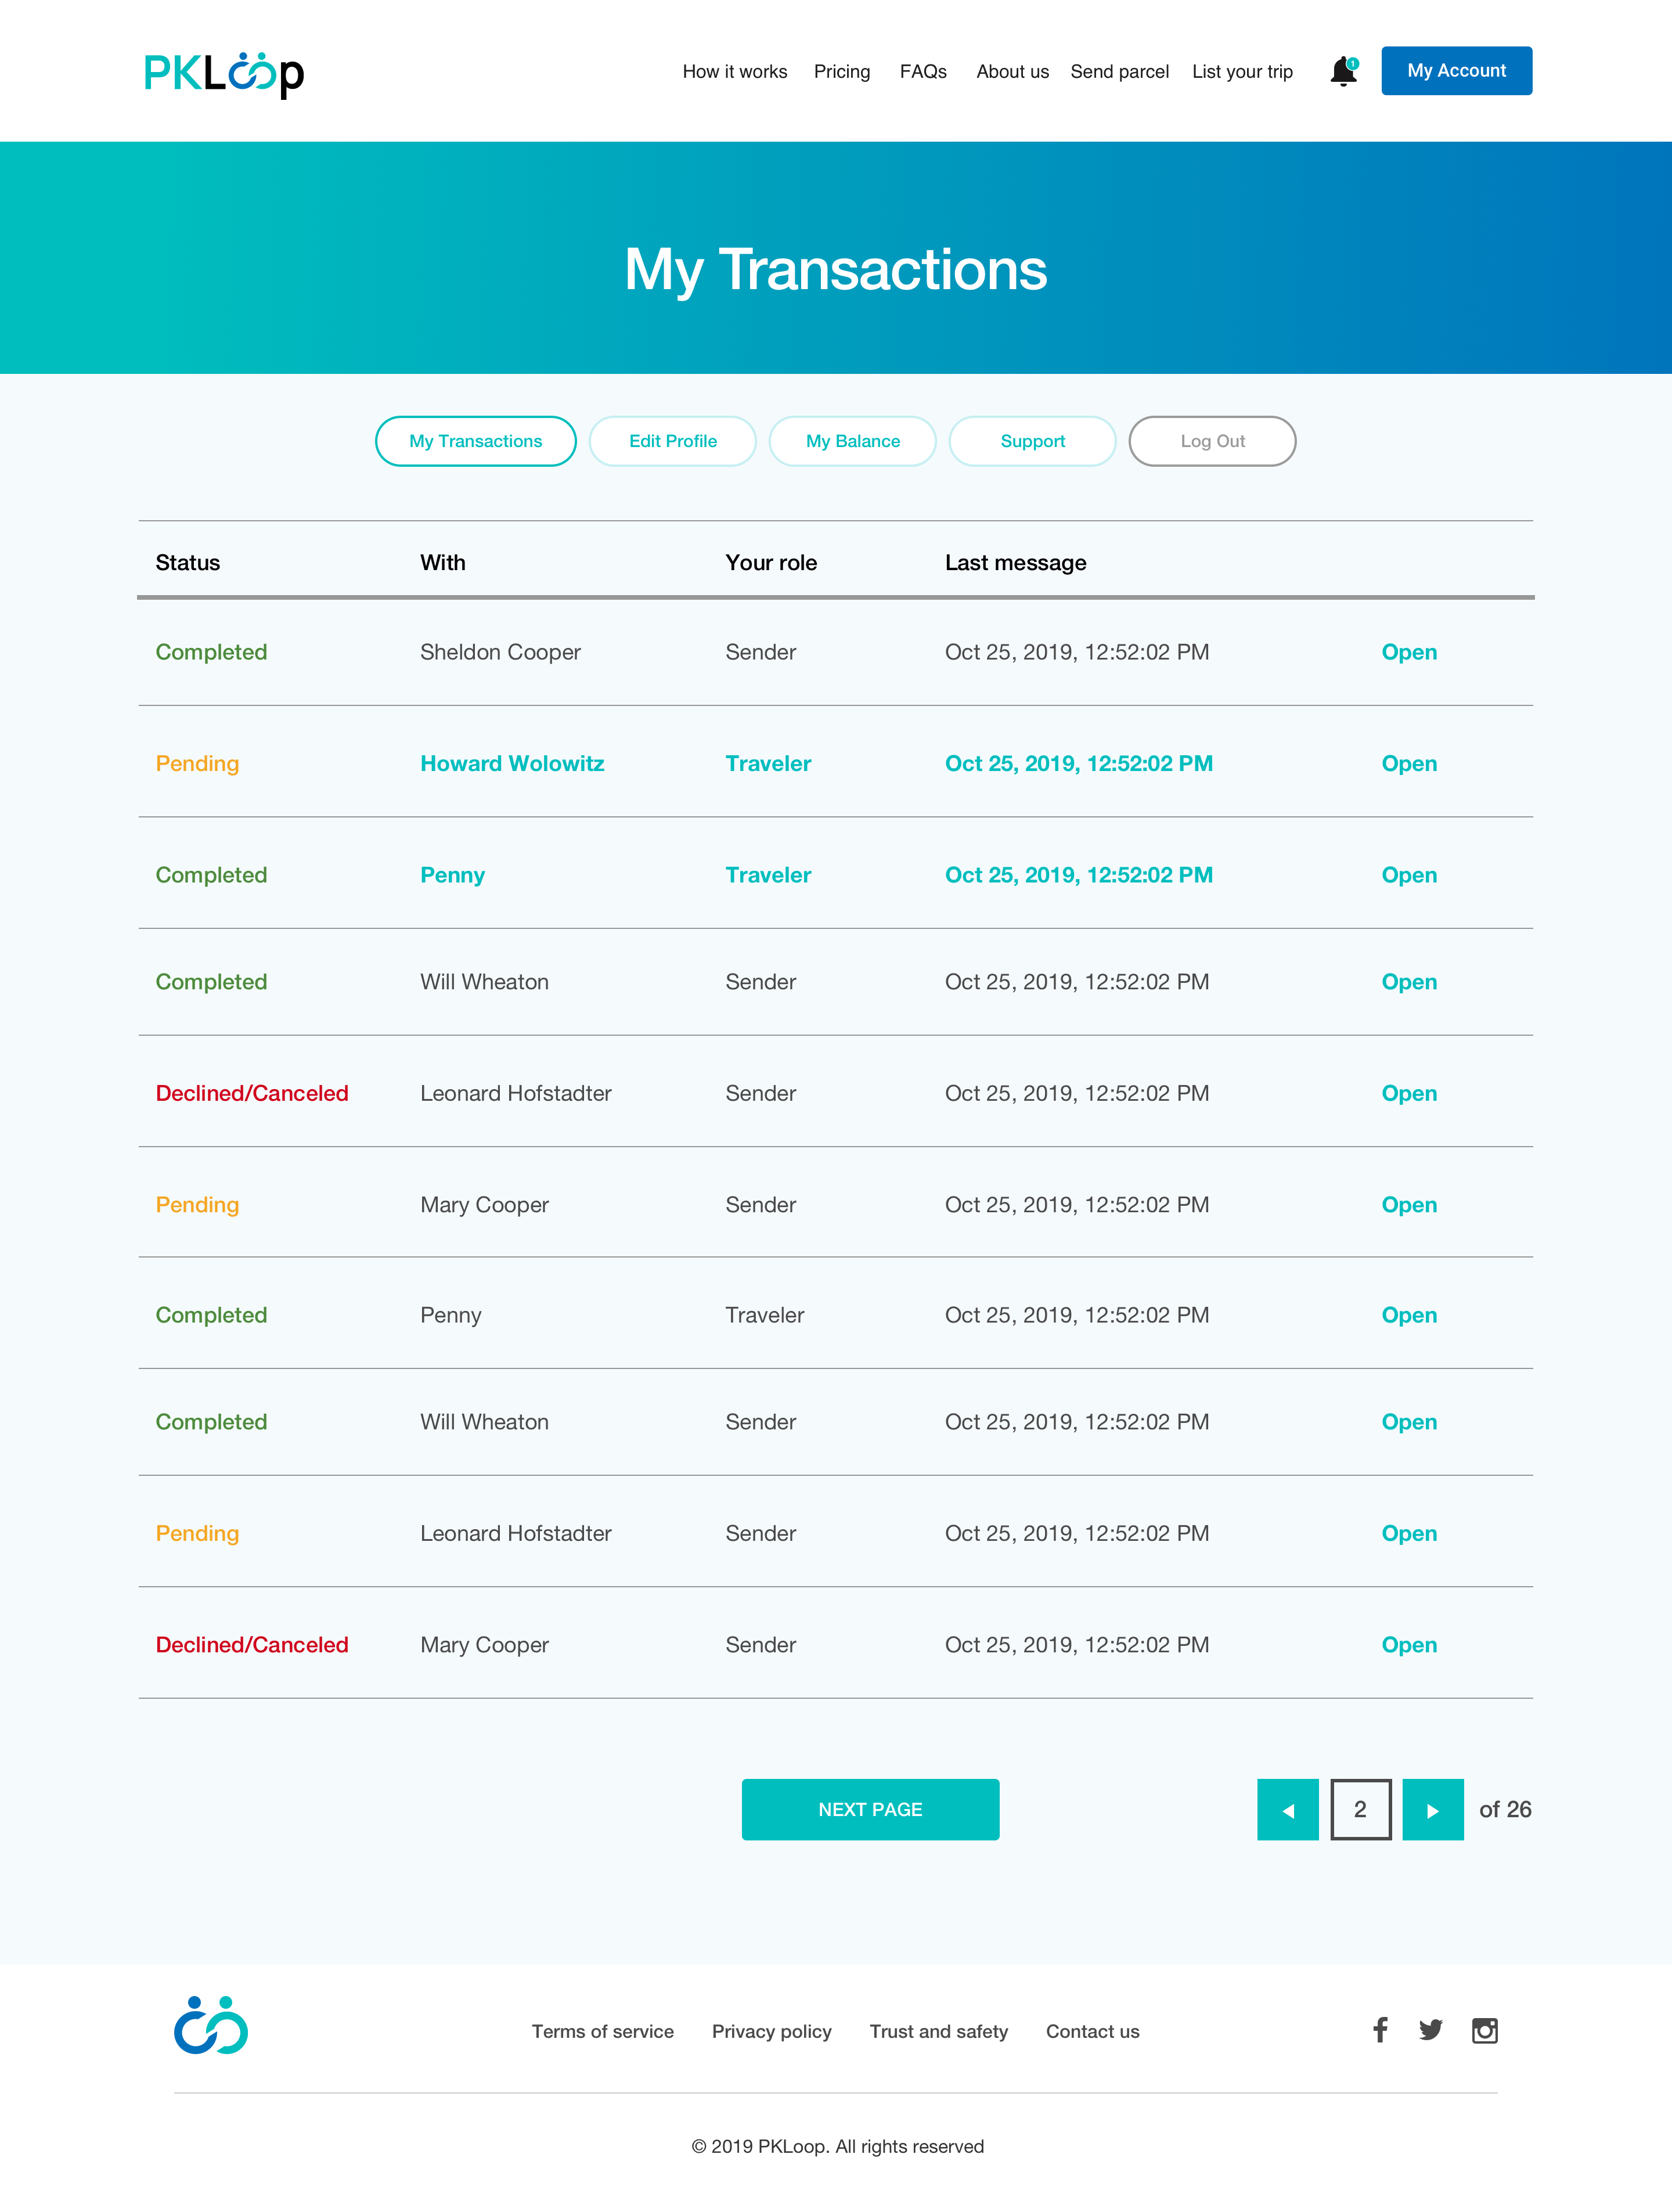 PKLoop
How it works Pricing FAQs About us Send parcel List your trip 1 My Account
My Transactions
My Transactions Edit Profile My Balance Support Log Out
Status With Your role Last message
Completed Sheldon Cooper Sender Oct 25, 2019, 12:52:02 PM Open
Pending Howard Wolowitz Traveler Oct 25, 2019, 12:52:02 PM Open
Completed Penny Traveler Oct 25, 2019, 12:52:02 PM Open
Completed Will Wheaton Sender Oct 25, 2019, 12:52:02 PM Open
Declined/Canceled Leonard Hofstadter Sender Oct 25, 2019, 12:52:02 PM Open
Pending Mary Cooper Sender Oct 25, 2019, 12:52:02 PM Open
Completed Penny Traveler Oct 25, 2019, 12:52:02 PM Open
Completed Will Wheaton Sender Oct 25, 2019, 12:52:02 PM Open
Pending Leonard Hofstadter Sender Oct 25, 2019, 12:52:02 PM Open
Declined/Canceled Mary Cooper Sender Oct 25, 2019, 12:52:02 PM Open
NEXT PAGE 2 of 26
Terms of service Privacy policy Trust and safety Contact us
© 2019 PKLoop. All rights reserved